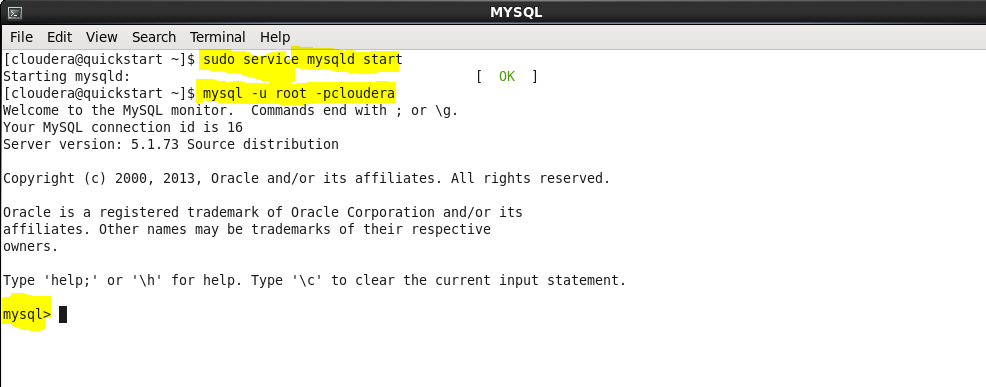 MYSQL
File Edit View Search Terminal Help
[cloudera@quickstart ~]$ sudo service mysqld start
Starting mysqld: [ OK ]
[cloudera@quickstart ~]$ mysql -u root -pcloudera
Welcome to the MySQL monitor. Commands end with ; or \g.
Your MySQL connection id is 16
Server version: 5.1.73 Source distribution
Copyright (c) 2000, 2013, Oracle and/or its affiliates. All rights reserved.
Oracle is a registered trademark of Oracle Corporation and/or its
affiliates. Other names may be trademarks of their respective
owners.
Type 'help;' or '\h' for help. Type '\c' to clear the current input statement.
mysql>